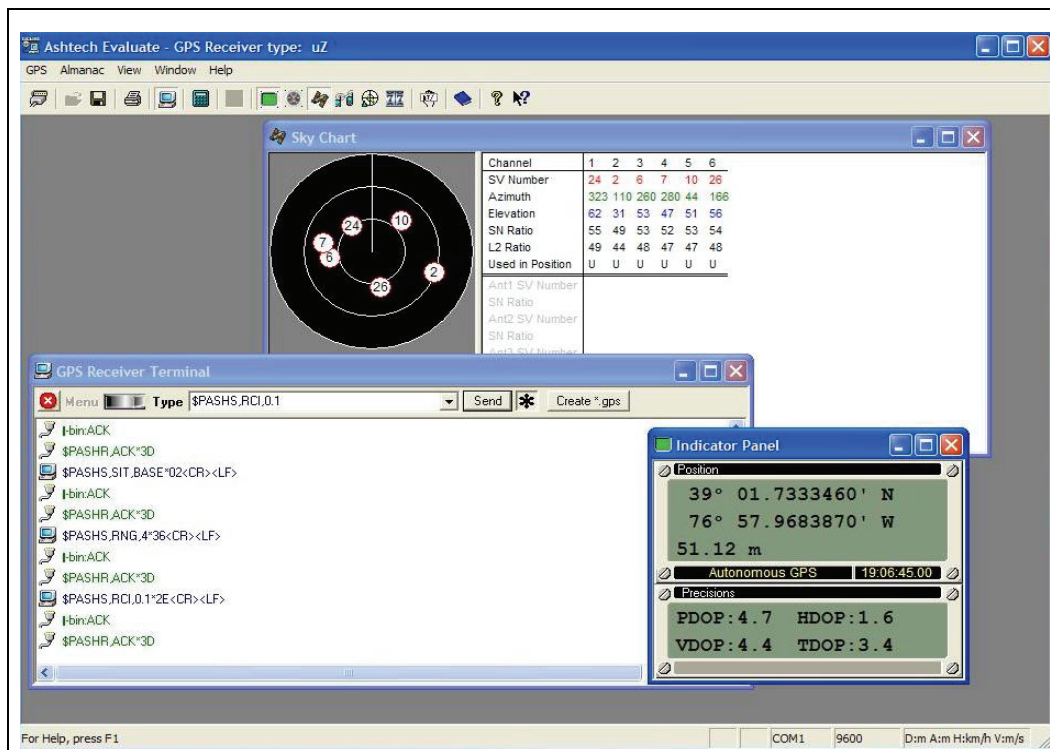 Ashtech Evaluate - GPS Receiver type: uZ
GPS Almanac View Window Help
Sky Chart
24
10
7
6
2
26
Channel 1 2 3 4 5 6
SV Number 24 2 6 7 10 26
Azimuth 323 110 260 280 44 166
Elevation 62 31 53 47 51 56
SN Ratio 55 49 53 52 53 54
L2 Ratio 49 44 48 47 47 48
Used in Position U U U U U U
Ant1 SV Number
SN Ratio
Ant2 SV Number
SN Ratio
Ant3 SV Number
GPS Receiver Terminal
Menu Type $PASHS,RCI,0.1 Send Create *.gps
|-bin:ACK
$PASHR,ACK*3D
$PASHS,SIT,BASE*02<CR><LF>
|-bin:ACK
$PASHR,ACK*3D
$PASHS,RNG,4*36<CR><LF>
|-bin:ACK
$PASHR,ACK*3D
$PASHS,RCI,0.1*2E<CR><LF>
|-bin:ACK
$PASHR,ACK*3D
Indicator Panel
Position
39° 01.7333460' N
76° 57.9683870' W
51.12 m
Autonomous GPS 19:06:45.00
Precisions
PDOP:4.7 HDOP:1.6
VDOP:4.4 TDOP:3.4
For Help, press F1 COM1 9600 D:m A:m H:km/h V:m/s